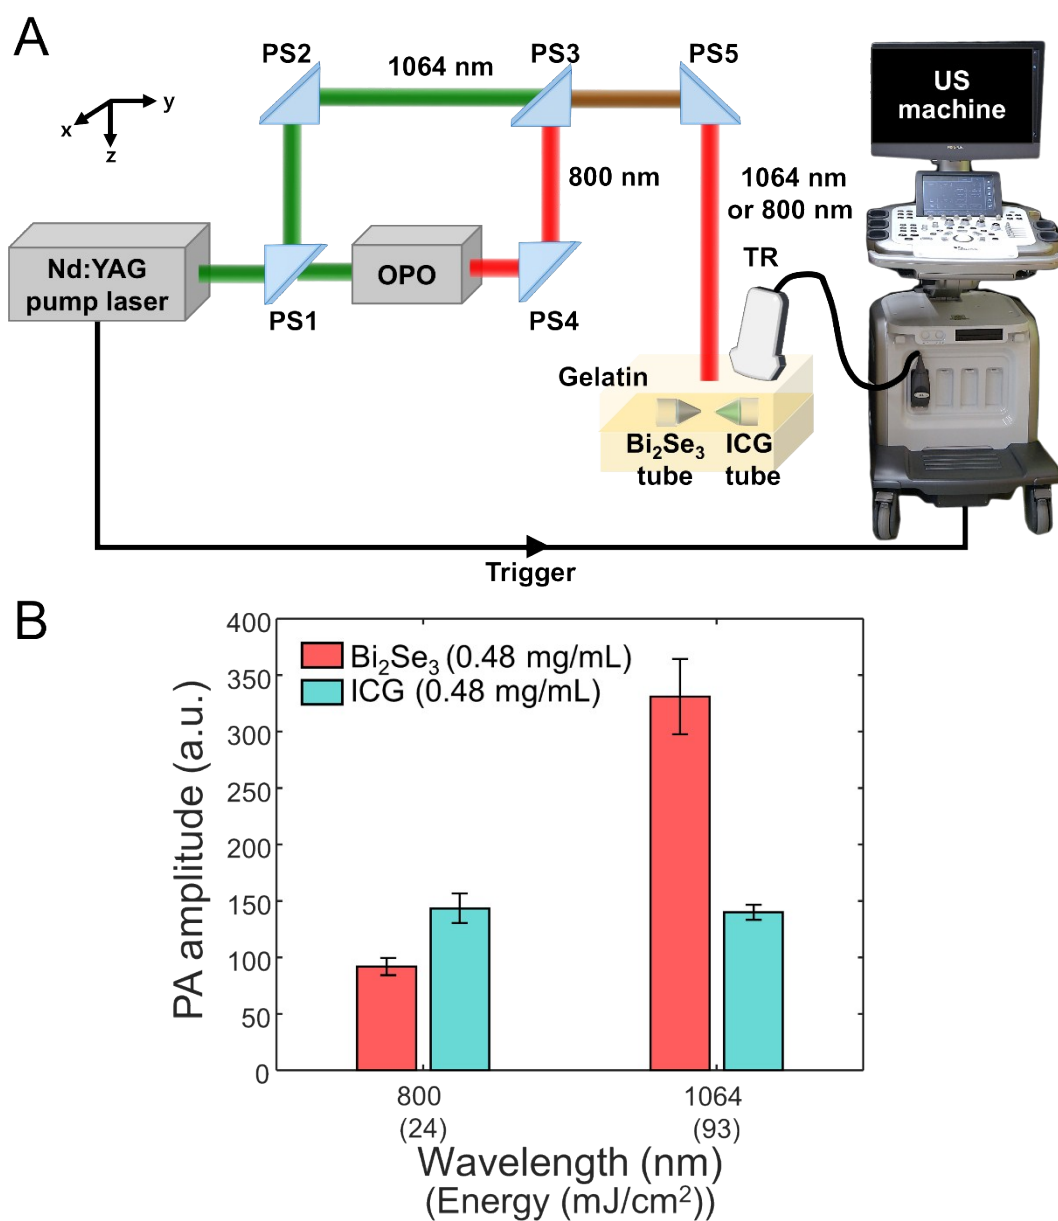 A
PS2
1064 nm
PS3
PS5
US
machine
y
x
z
800 nm
1064 nm
or 800 nm
Nd:YAG
pump laser
OPO
TR
PS1
PS4
Gelatin
Bi₂Se₃
tube
ICG
tube
Trigger
B
400
350
300
250
200
150
100
50
0
PA amplitude (a.u.)
Bi₂Se₃ (0.48 mg/mL)
ICG (0.48 mg/mL)
800
(24)
1064
(93)
Wavelength (nm)
(Energy (mJ/cm²))